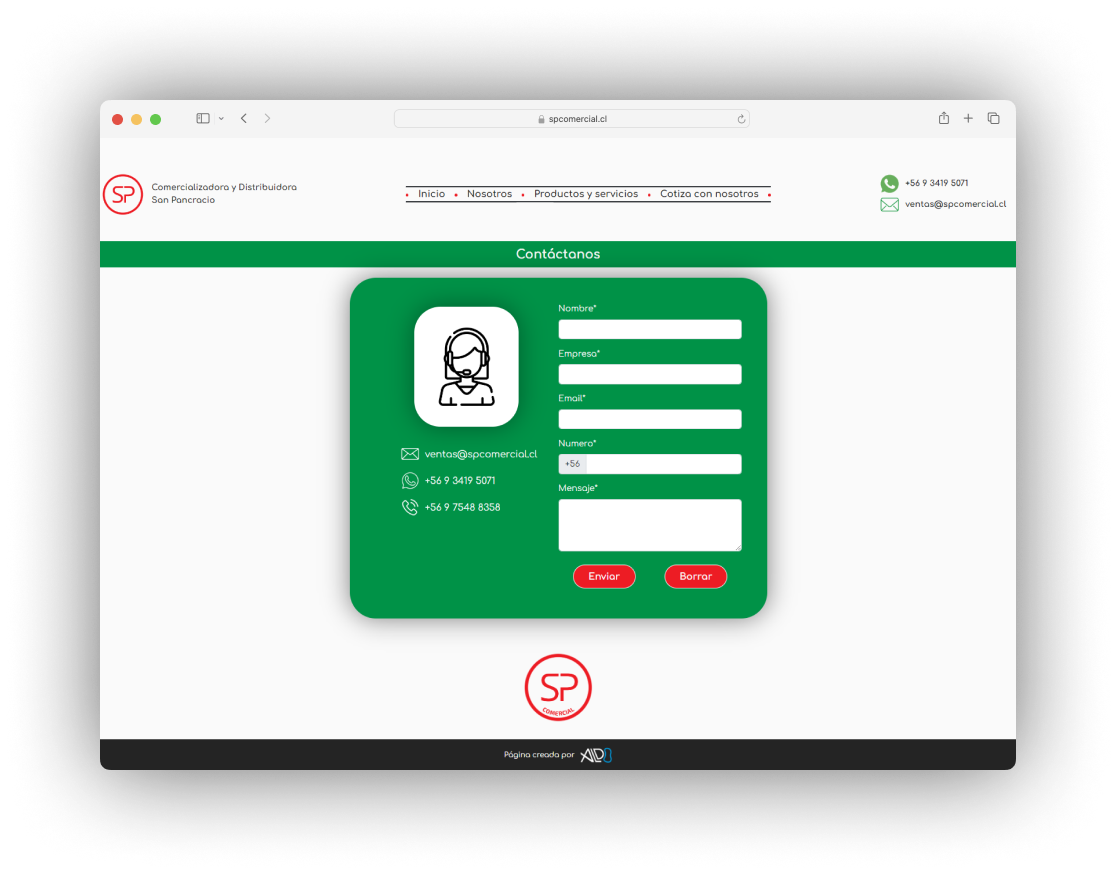 spcomercial.cl
SP
Comercializadora y Distribuidora
San Pancracio
Inicio • Nosotros • Productos y servicios • Cotiza con nosotros
+56 9 3419 5071
ventas@spcomercial.cl
Contáctanos
ventas@spcomercial.cl
+56 9 3419 5071
+56 9 7548 8358
Nombre*
Empresa*
Email*
Numero*
+56
Mensaje*
Enviar
Borrar
SP
COMERCIAL
Página creada por